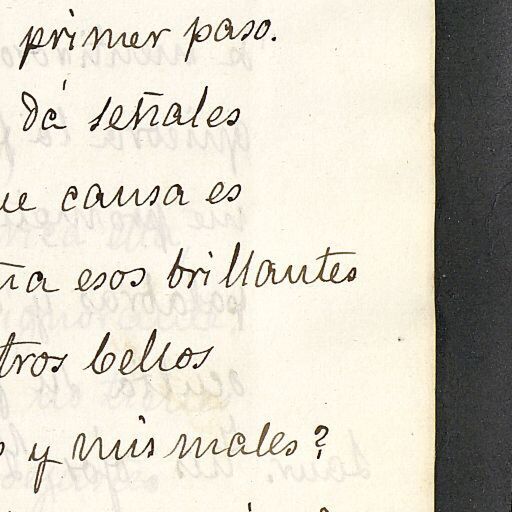 primer paso.
dá señales
ue causa es
ña esos brillantes
tros bellos
y mis males?